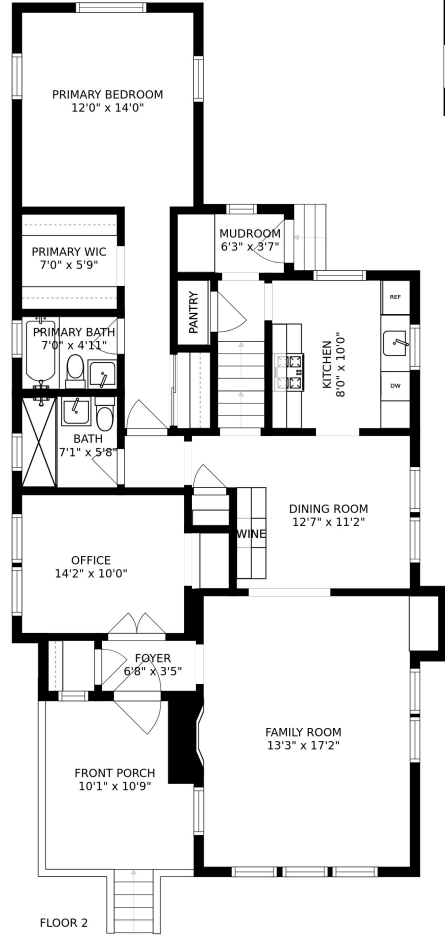 PRIMARY BEDROOM
12'0" x 14'0"
MUDROOM
6'3" x 3'7"
PRIMARY WIC
7'0" x 5'9"
REF
PANTRY
PRIMARY BATH
7'0" x 4'11"
KITCHEN
8'0" x 10'0"
DW
BATH
7'1" x 5'8"
DINING ROOM
12'7" x 11'2"
WINE
OFFICE
14'2" x 10'0"
FOYER
6'8" x 3'5"
FAMILY ROOM
13'3" x 17'2"
FRONT PORCH
10'1" x 10'9"
FLOOR 2